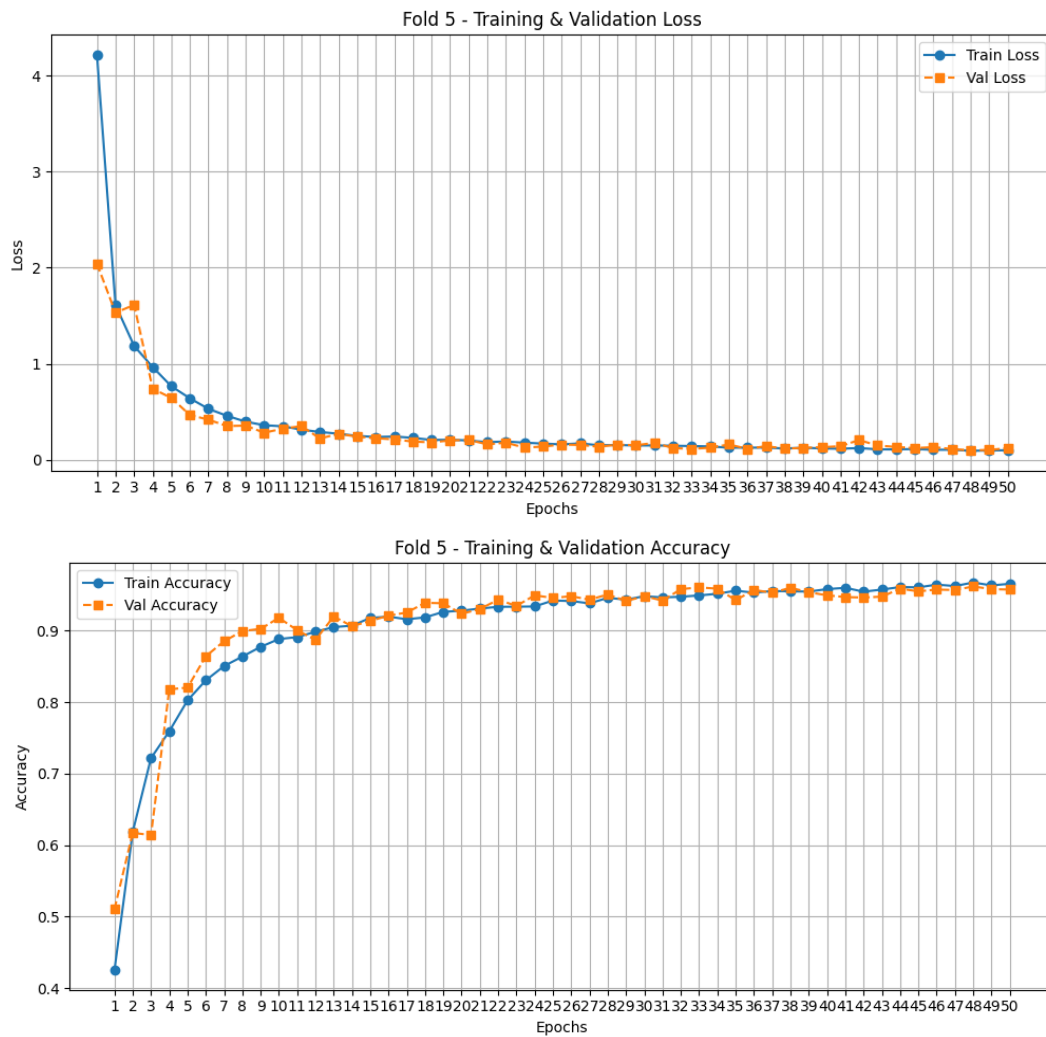 Fold 5 - Training & Validation Loss
Train Loss
Val Loss
4
3
2
1
0
Loss
1 2 3 4 5 6 7 8 9 10 11 12 13 14 15 16 17 18 19 20 21 22 23 24 25 26 27 28 29 30 31 32 33 34 35 36 37 38 39 40 41 42 43 44 45 46 47 48 49 50
Epochs
Fold 5 - Training & Validation Accuracy
Train Accuracy
Val Accuracy
0.9
0.8
0.7
0.6
0.5
0.4
Accuracy
1 2 3 4 5 6 7 8 9 10 11 12 13 14 15 16 17 18 19 20 21 22 23 24 25 26 27 28 29 30 31 32 33 34 35 36 37 38 39 40 41 42 43 44 45 46 47 48 49 50
Epochs